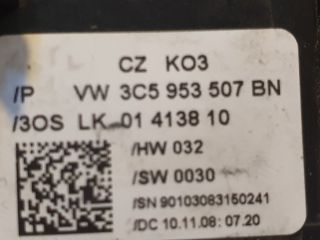 CZ KO3
/P VW 3C5 953 507 BN
/3OS LK 01 4138 10
/HW 032
/SW 0030
/SN 90103083150241
/DC 10.11.08; 07.20